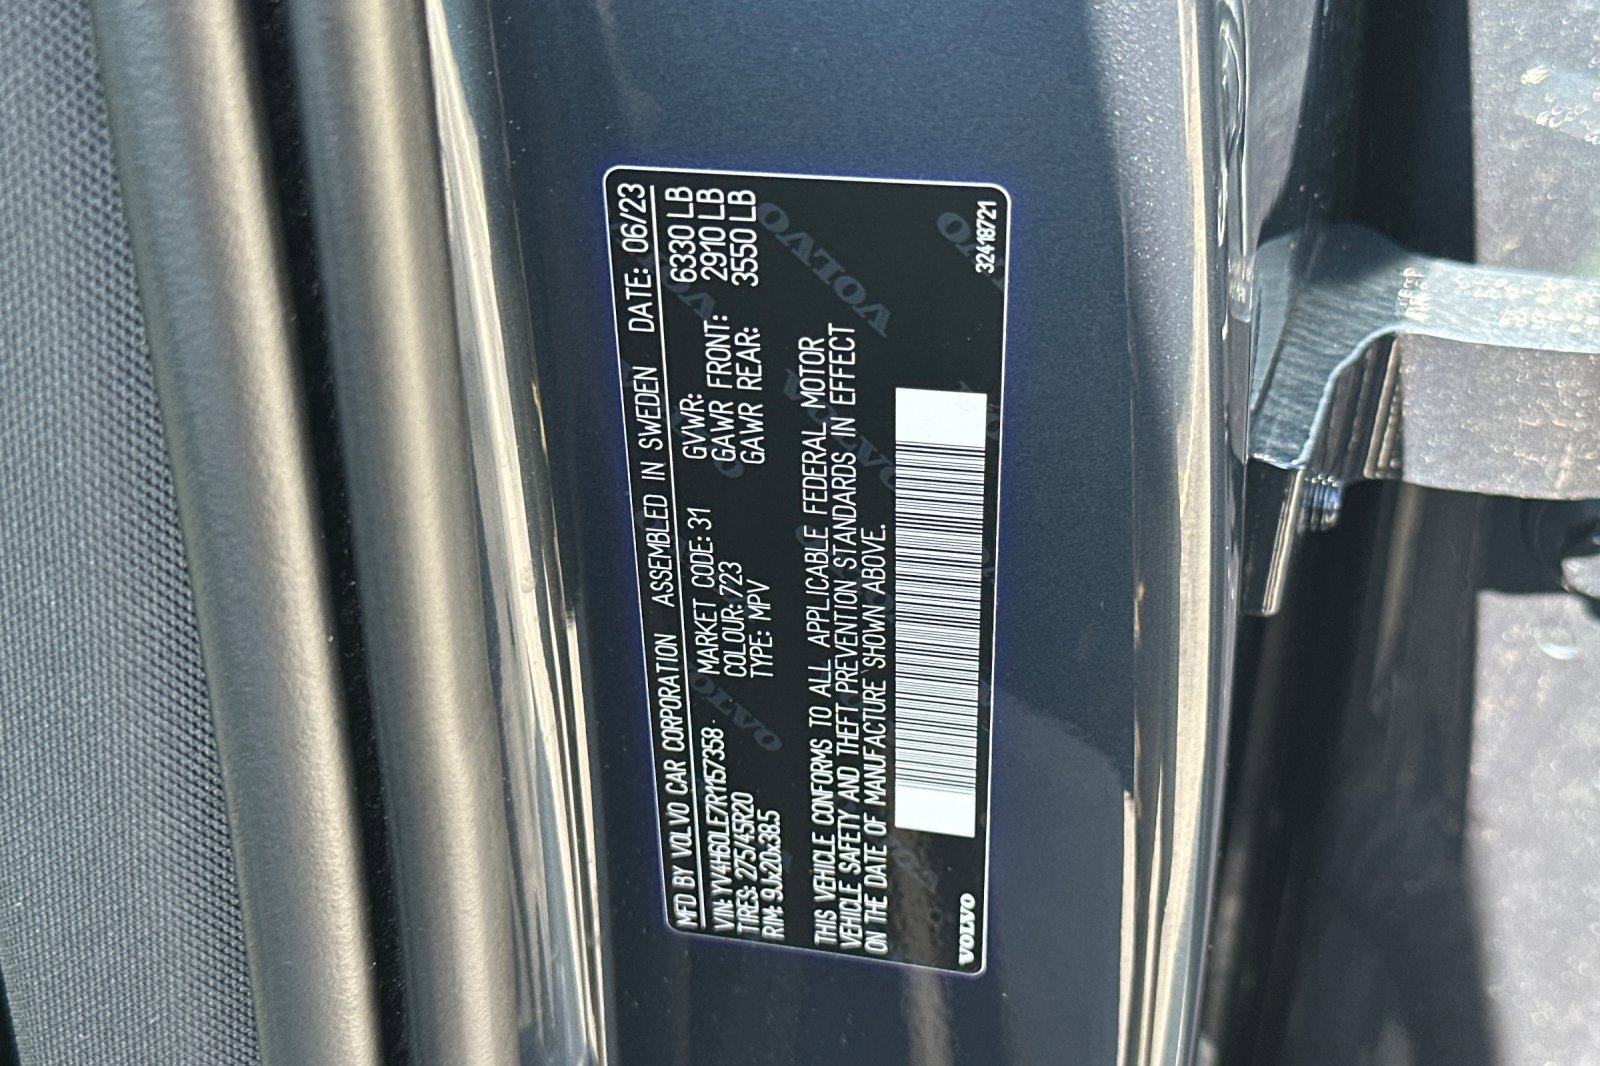 MFD BY VOLVO CAR CORPORATION ASSEMBLED IN SWEDEN DATE: 06/23
VIN: YV4H60LE7R1157358 MARKET CODE: 31 GVWR: 6330 LB
TIRES: 275/45R20 COLOUR: 723 GAWR FRONT: 2910 LB
RIM: 9Jx20x38.5 TYPE: MPV GAWR REAR: 3550 LB
THIS VEHICLE CONFORMS TO ALL APPLICABLE FEDERAL MOTOR
VEHICLE SAFETY AND THEFT PREVENTION STANDARDS IN EFFECT
ON THE DATE OF MANUFACTURE SHOWN ABOVE.
VOLVO 32418721